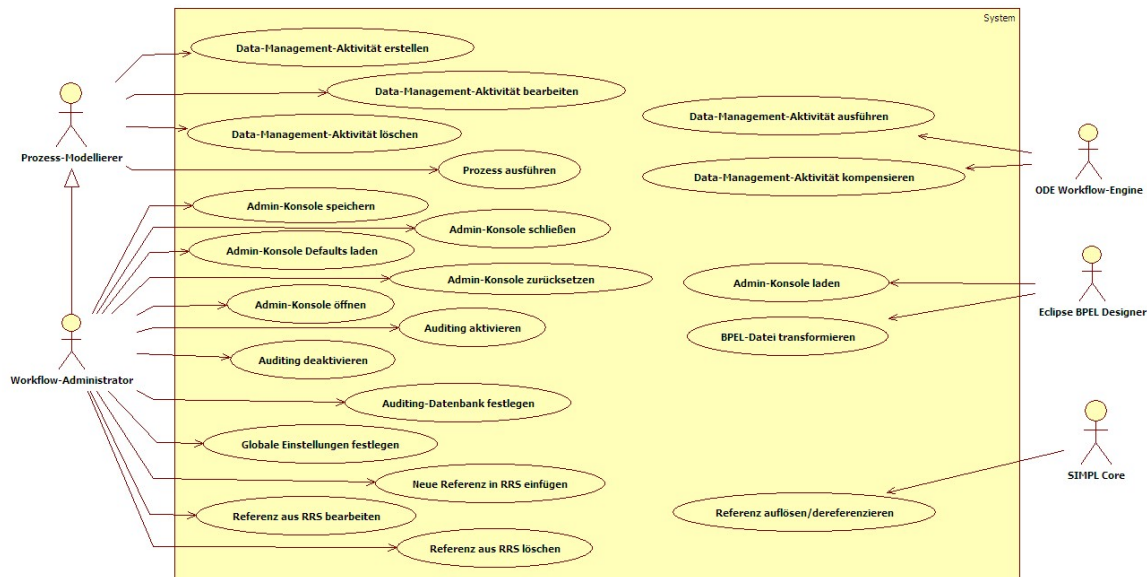 System
Data-Management-Aktivität erstellen
Data-Management-Aktivität bearbeiten
Data-Management-Aktivität ausführen
Data-Management-Aktivität löschen
Prozess-Modellierer
Prozess ausführen
Data-Management-Aktivität kompensieren
ODE Workflow-Engine
Admin-Konsole speichern
Admin-Konsole schließen
Admin-Konsole Defaults laden
Admin-Konsole zurücksetzen
Admin-Konsole laden
Admin-Konsole öffnen
Eclipse BPEL Designer
Auditing aktivieren
BPEL-Datei transformieren
Auditing deaktivieren
Workflow-Administrator
Auditing-Datenbank festlegen
Globale Einstellungen festlegen
SIMPL Core
Neue Referenz in RRS einfügen
Referenz aus RRS bearbeiten
Referenz auflösen/dereferenzieren
Referenz aus RRS löschen